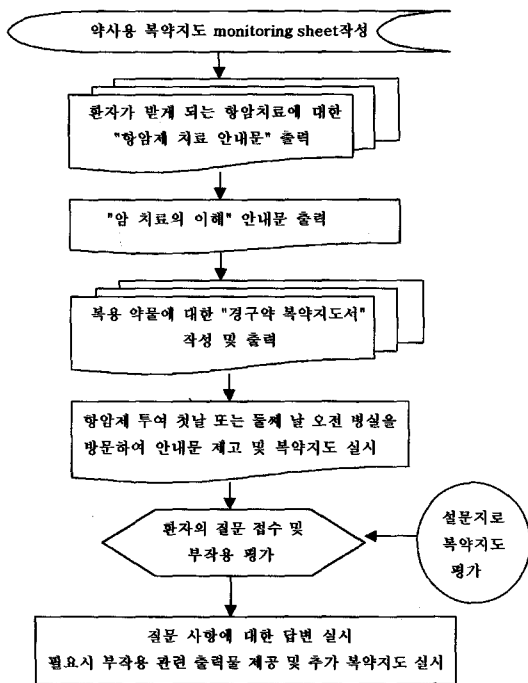 약사용 복약지도 monitoring sheet작성
환자가 받게 되는 항암치료에 대한
"항암제 치료 안내문" 출력
"암 치료의 이해" 안내문 출력
복용 약물에 대한 "경구약 복약지도서"
작성 및 출력
항암제 투여 첫날 또는 둘째 날 오전 병실을
방문하여 안내문 제고 및 복약지도 실시
환자의 질문 접수 및
부작용 평가
설문지로
복약지도
평가
질문 사항에 대한 답변 실시
필요시 부작용 관련 출력물 제공 및 추가 복약지도 실시